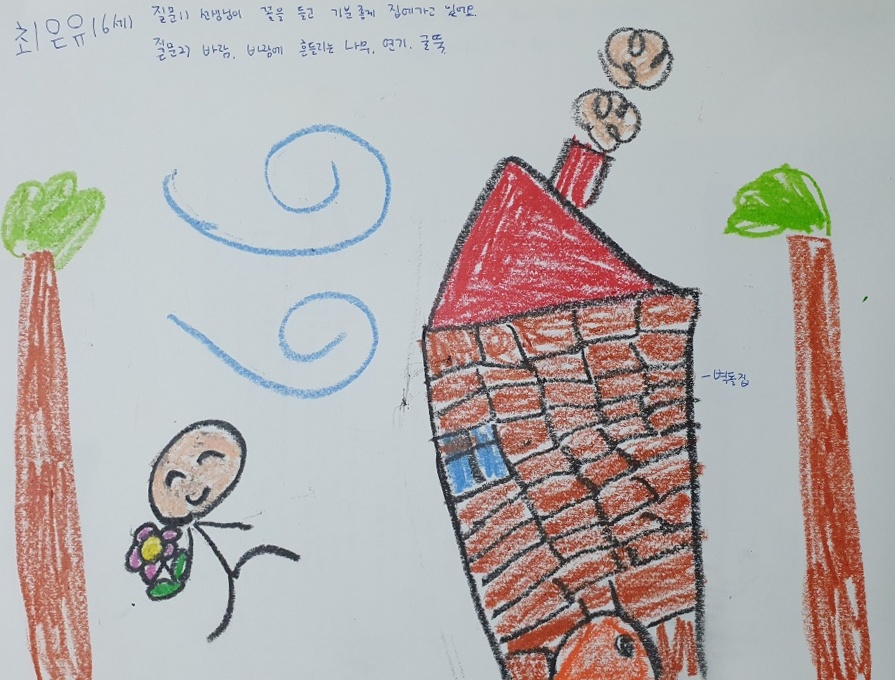 최은유(6세)
질문1) 선생님이 꽃을 들고 기분 좋게 집에가고 있어요.
질문2) 바람, 바람에 흔들리는 나무, 연기, 굴뚝
-벽돌집